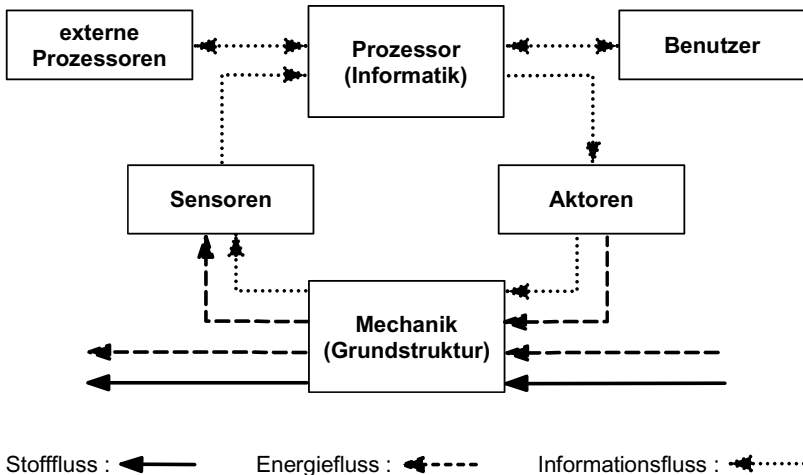 externe
Prozessoren
Prozessor
(Informatik)
Benutzer
Sensoren
Aktoren
Mechanik
(Grundstruktur)
Stofffluss :
Energiefluss :
Informationsfluss :